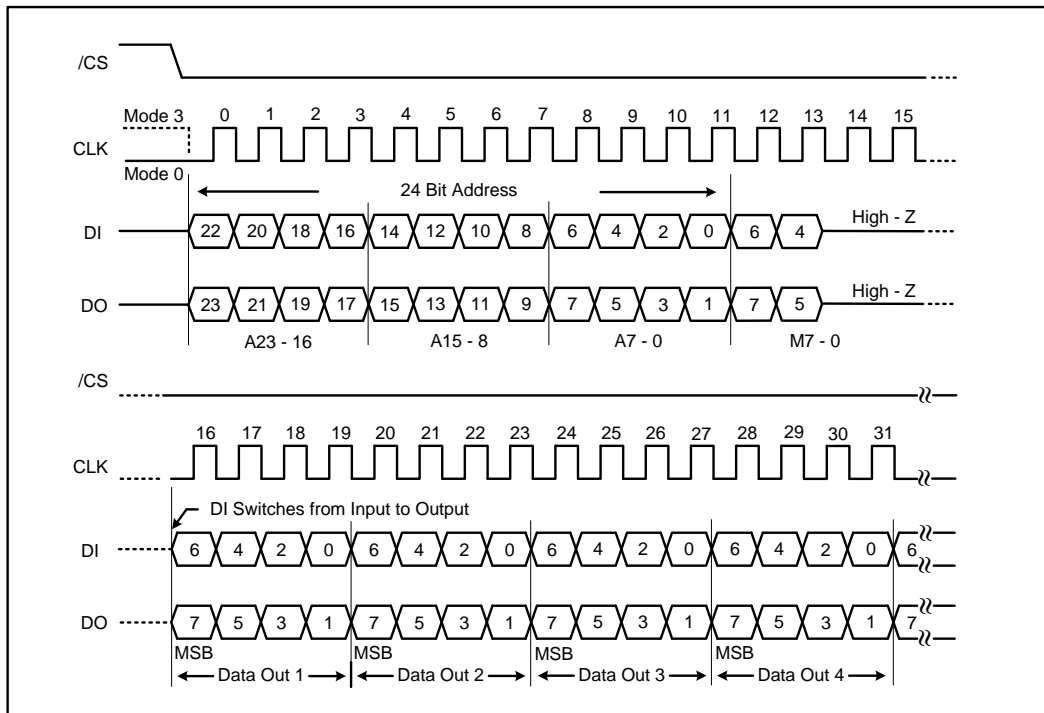 /CS
Mode 3 0 1 2 3 4 5 6 7 8 9 10 11 12 13 14 15
CLK
Mode 0
24 Bit Address
DI 22 20 18 16 14 12 10 8 6 4 2 0 6 4 High - Z
DO 23 21 19 17 15 13 11 9 7 5 3 1 7 5 High - Z
A23 - 16 A15 - 8 A7 - 0 M7 - 0
/CS
16 17 18 19 20 21 22 23 24 25 26 27 28 29 30 31
CLK
DI Switches from Input to Output
DI 6 4 2 0 6 4 2 0 6 4 2 0 6 4 2 0 6
DO 7 5 3 1 7 5 3 1 7 5 3 1 7 5 3 1 7
MSB MSB MSB MSB
Data Out 1 Data Out 2 Data Out 3 Data Out 4